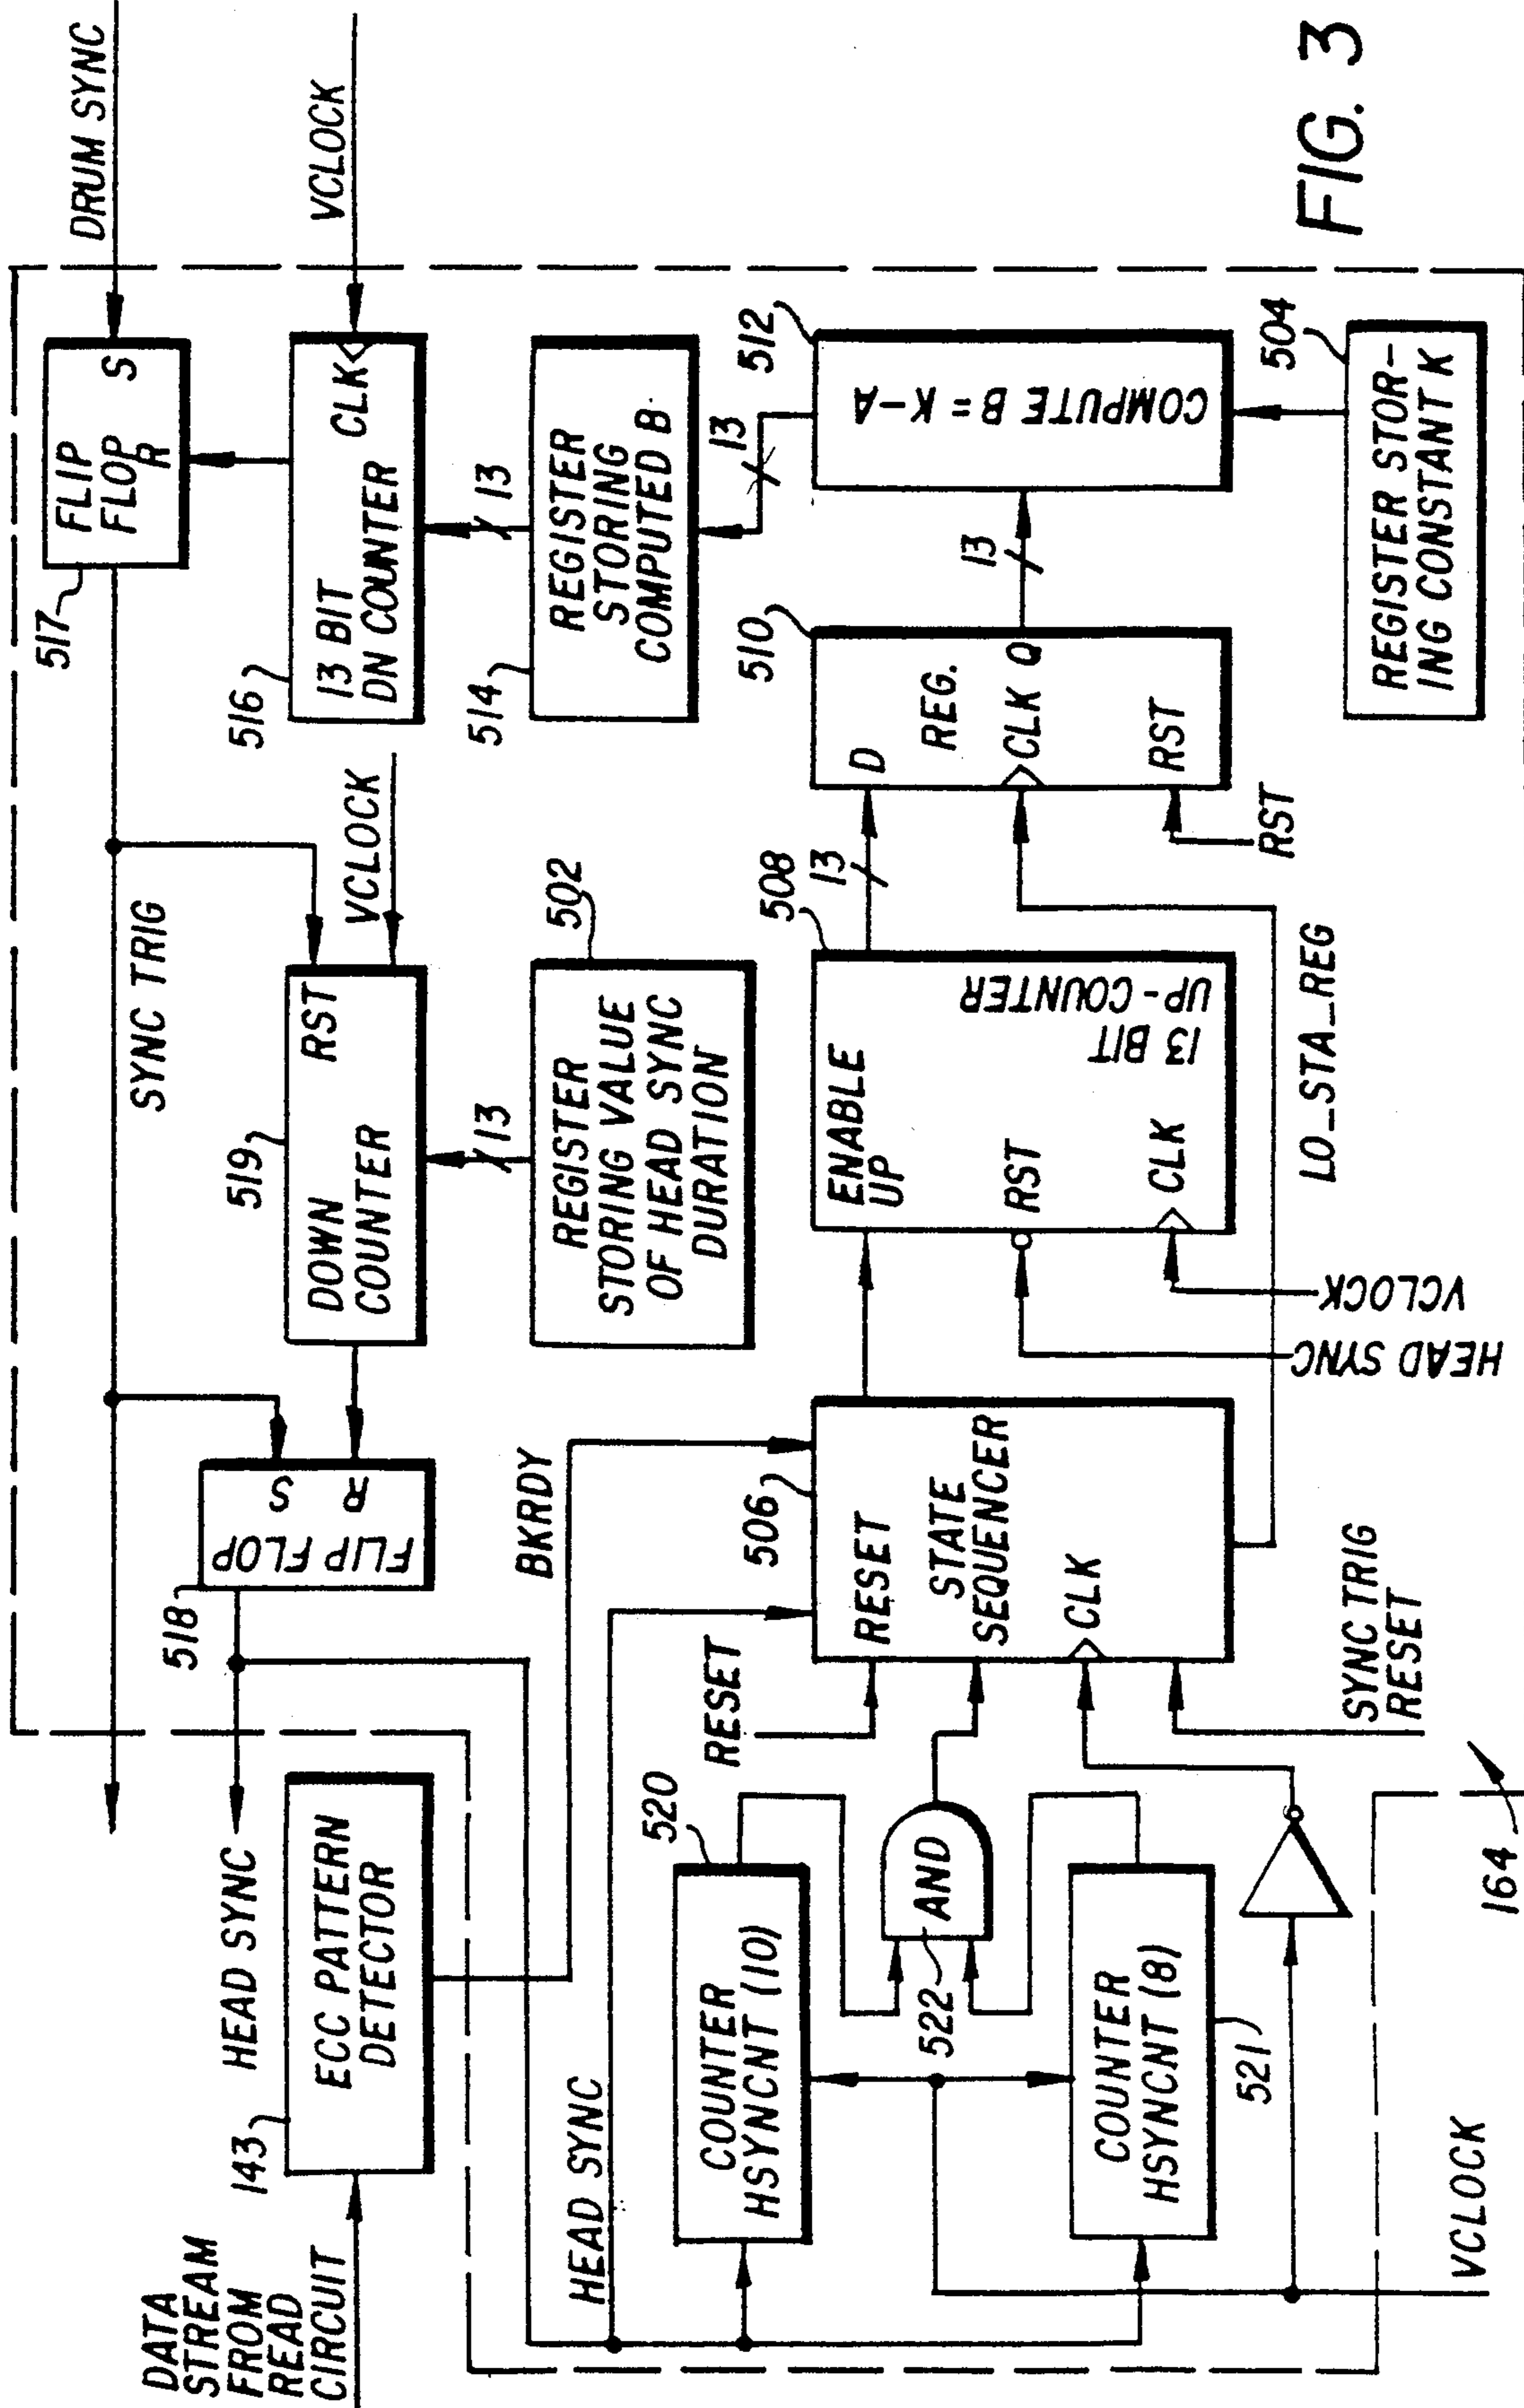 DATA
STREAM
FROM
READ
CIRCUIT
143
ECC PATTERN
DETECTOR
HEAD SYNC
518
FLIP FLOP
S
R
SYNC TRIG
519
DOWN
COUNTER
RST
VCLOCK
13
502
REGISTER
STORING VALUE
OF HEAD SYNC
DURATION
517
FLIP
FLOP
R
S
DRUM SYNC
516
13 BIT
DN COUNTER
CLK
VCLOCK
13
514
REGISTER
STORING
COMPUTED B
13
BKRDY
HEAD SYNC
520
COUNTER
HSYNCNT (10)
AND
522
COUNTER
HSYNCNT (8)
521
VCLOCK
164
RESET
506
RESET
STATE
SEQUENCER
CLK
SYNC TRIG
RESET
508
ENABLE
UP
13 BIT
UP-COUNTER
RST
CLK
HEAD SYNC
VCLOCK
LO_STA_REG
13
510
D
REG.
CLK Q
RST
RST
13
512
COMPUTE B = K-A
504
REGISTER STOR-
ING CONSTANT K
FIG. 3